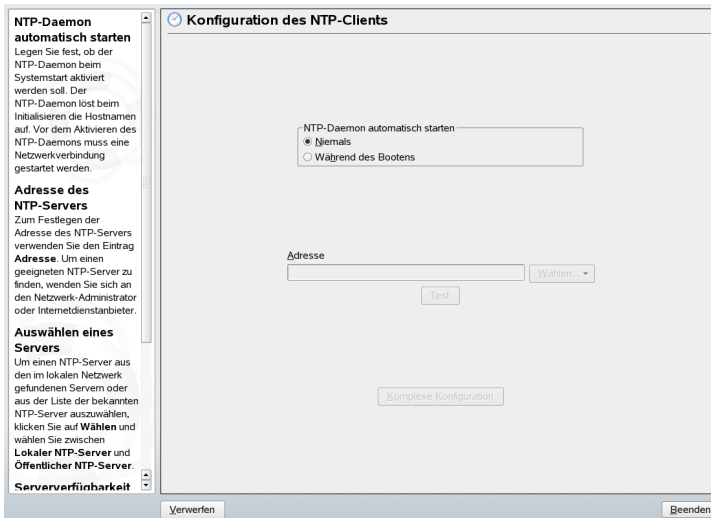 NTP-Daemon
automatisch starten
Legen Sie fest, ob der
NTP-Daemon beim
Systemstart aktiviert
werden soll. Der
NTP-Daemon löst beim
Initialisieren die Hostnamen
auf. Vor dem Aktivieren des
NTP-Daemons muss eine
Netzwerkverbindung
gestartet werden.
Adresse des
NTP-Servers
Zum Festlegen der
Adresse des NTP-Servers
verwenden Sie den Eintrag
Adresse. Um einen
geeigneten NTP-Server zu
finden, wenden Sie sich an
den Netzwerk-Administrator
oder Internetdienstanbieter.
Auswählen eines
Servers
Um einen NTP-Server aus
den im lokalen Netzwerk
gefundenen Servern oder
aus der Liste der bekannten
NTP-Server auszuwählen,
klicken Sie auf Wählen und
wählen Sie zwischen
Lokaler NTP-Server und
Öffentlicher NTP-Server.
Serververfügbarkeit
Konfiguration des NTP-Clients
NTP-Daemon automatisch starten
Niemals
Während des Bootens
Adresse
Wählen...
Test
Komplexe Konfiguration
Verwerfen
Beenden